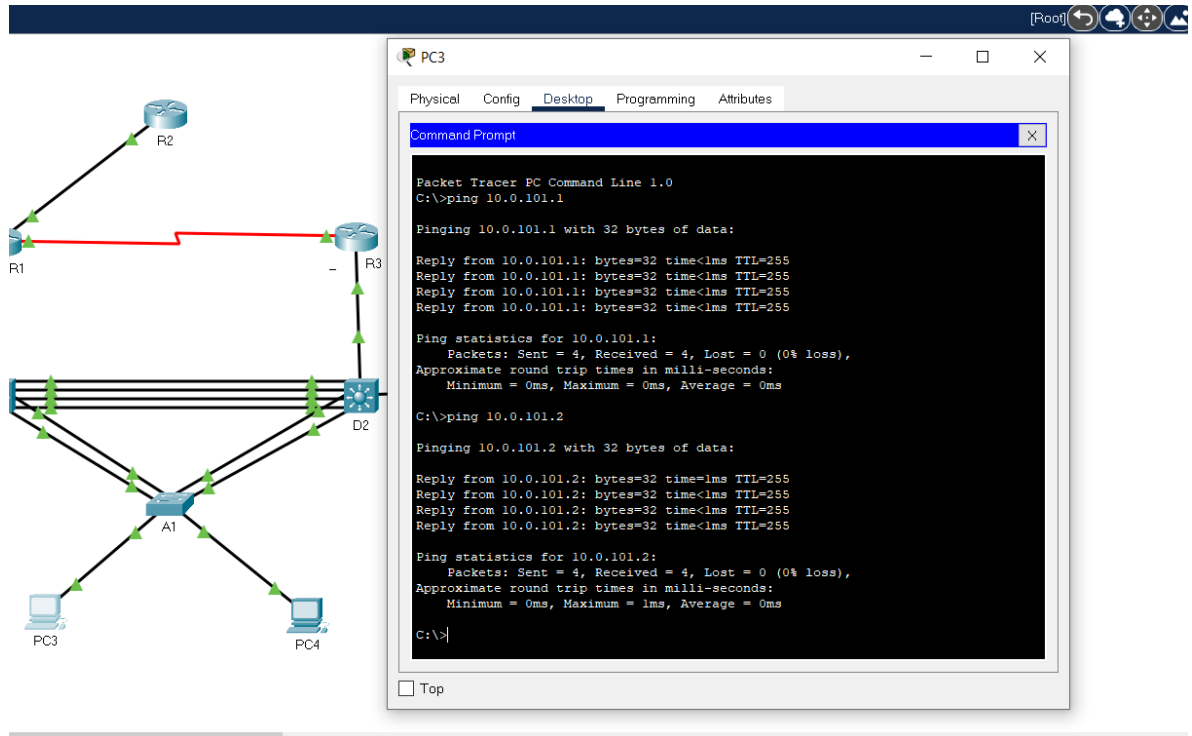 [Root]
PC3
Physical Config Desktop Programming Attributes
Command Prompt
X
Packet Tracer PC Command Line 1.0
C:\>ping 10.0.101.1
Pinging 10.0.101.1 with 32 bytes of data:
Reply from 10.0.101.1: bytes=32 time<1ms TTL=255
Reply from 10.0.101.1: bytes=32 time<1ms TTL=255
Reply from 10.0.101.1: bytes=32 time<1ms TTL=255
Reply from 10.0.101.1: bytes=32 time<1ms TTL=255
Ping statistics for 10.0.101.1:
Packets: Sent = 4, Received = 4, Lost = 0 (0% loss),
Approximate round trip times in milli-seconds:
Minimum = 0ms, Maximum = 0ms, Average = 0ms
C:\>ping 10.0.101.2
Pinging 10.0.101.2 with 32 bytes of data:
Reply from 10.0.101.2: bytes=32 time=1ms TTL=255
Reply from 10.0.101.2: bytes=32 time<1ms TTL=255
Reply from 10.0.101.2: bytes=32 time<1ms TTL=255
Reply from 10.0.101.2: bytes=32 time<1ms TTL=255
Ping statistics for 10.0.101.2:
Packets: Sent = 4, Received = 4, Lost = 0 (0% loss),
Approximate round trip times in milli-seconds:
Minimum = 0ms, Maximum = 1ms, Average = 0ms
C:\>
Top
R2
R1
R3
D2
A1
PC3
PC4